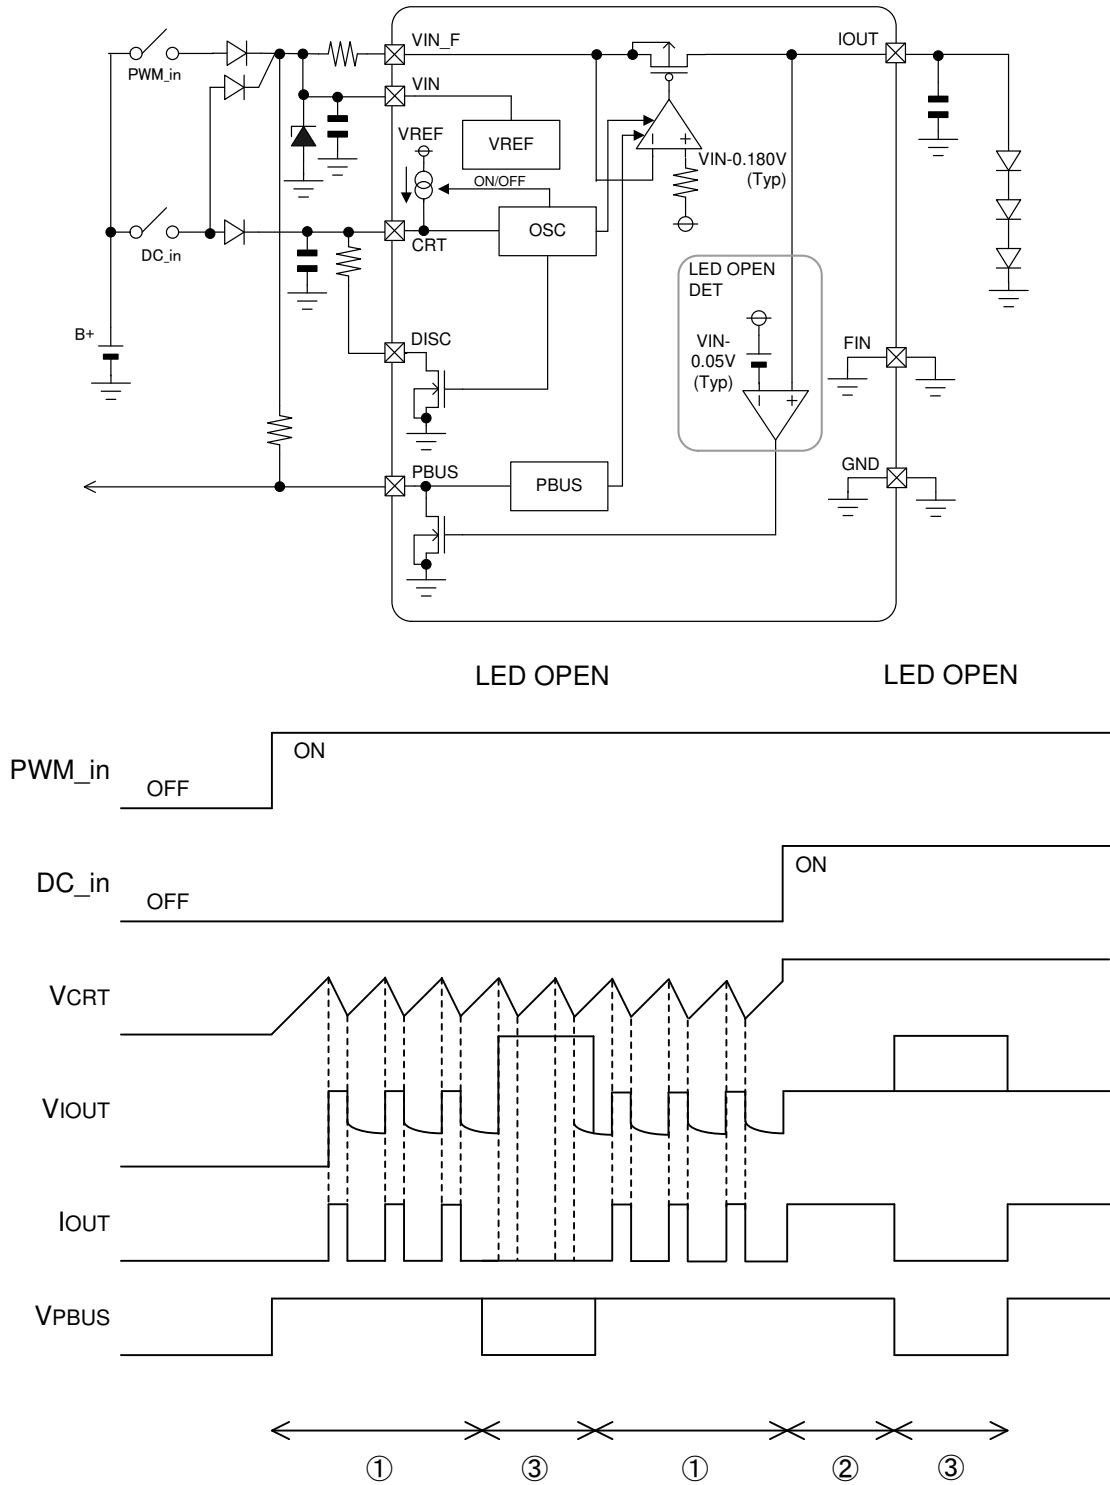 VIN_F
IOUT
PWM_in
VIN
VREF
VREF
VIN-0.180V
(Typ)
ON/OFF
OSC
CRT
DC_in
LED OPEN
DET
B+
DISC
VIN-
0.05V
(Typ)
FIN
PBUS
PBUS
GND
LED OPEN
LED OPEN
PWM_in
OFF
ON
DC_in
OFF
ON
VCRT
VIOUT
IOUT
VPBUS
① ③ ① ② ③